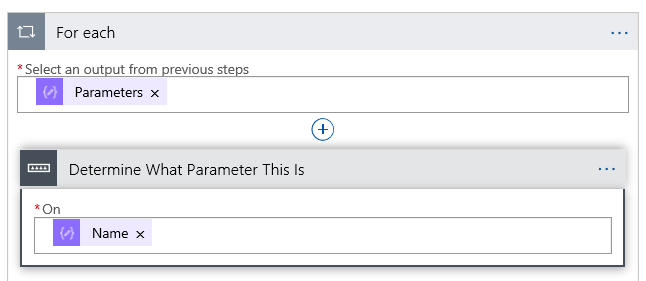 For each
* Select an output from previous steps
Parameters ×
Determine What Parameter This Is
* On
Name ×